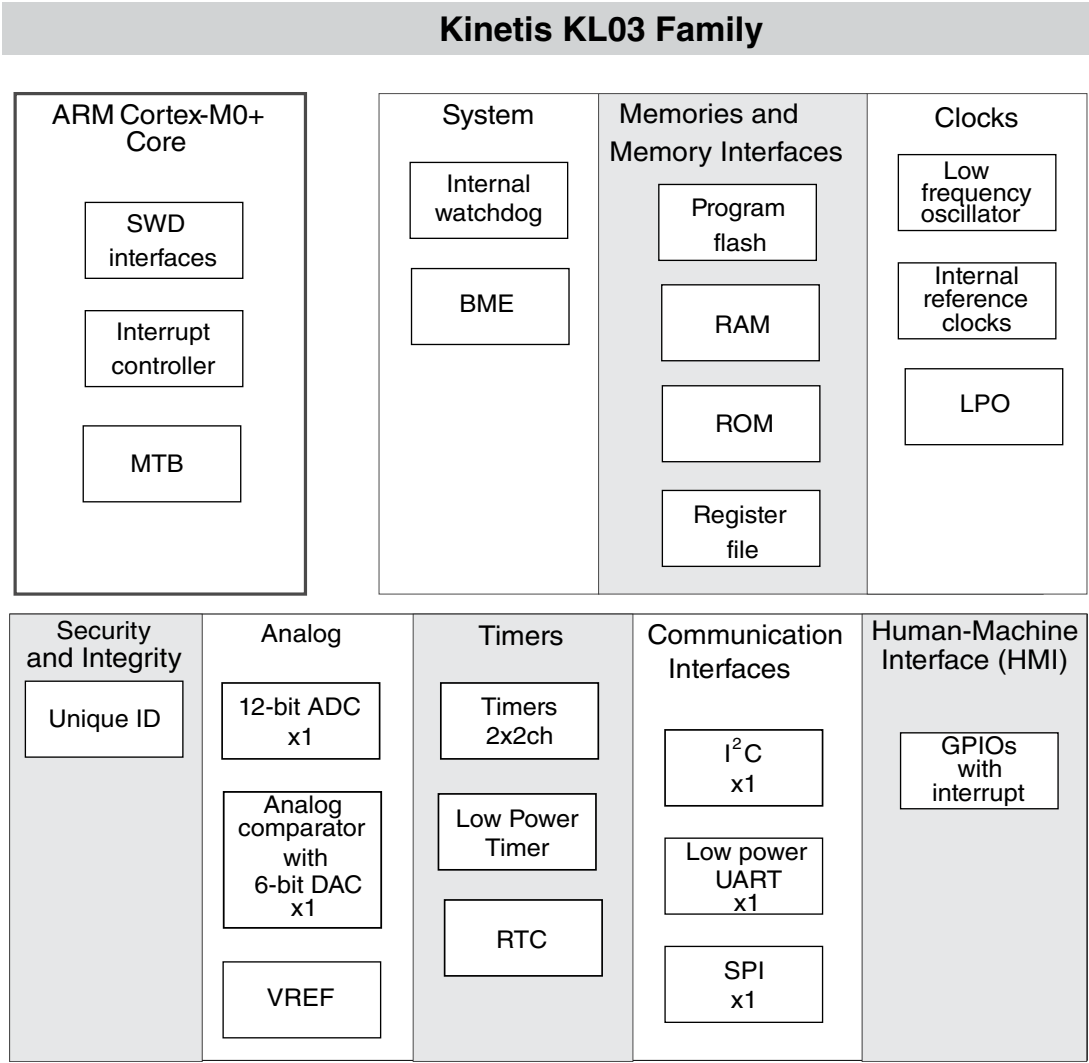 Kinetis KL03 Family
ARM Cortex-M0+
Core
SWD
interfaces
Interrupt
controller
MTB
System
Internal
watchdog
BME
Memories and
Memory Interfaces
Program
flash
RAM
ROM
Register
file
Clocks
Low
frequency
oscillator
Internal
reference
clocks
LPO
Security
and Integrity
Unique ID
Analog
12-bit ADC
x1
Analog
comparator
with
6-bit DAC
x1
VREF
Timers
Timers
2x2ch
Low Power
Timer
RTC
Communication
Interfaces
I²C
x1
Low power
UART
x1
SPI
x1
Human-Machine
Interface (HMI)
GPIOs
with
interrupt